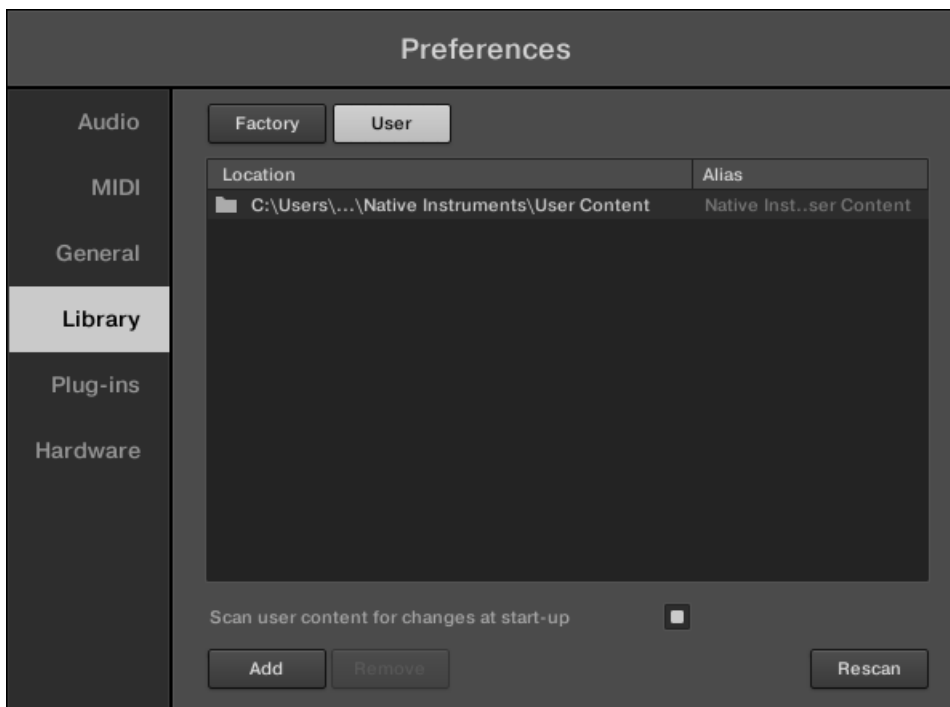 Preferences
Audio
MIDI
General
Library
Plug-ins
Hardware
Factory User
Location Alias
C:\Users\...\Native Instruments\User Content Native Inst..ser Content
Scan user content for changes at start-up
Add Remove Rescan